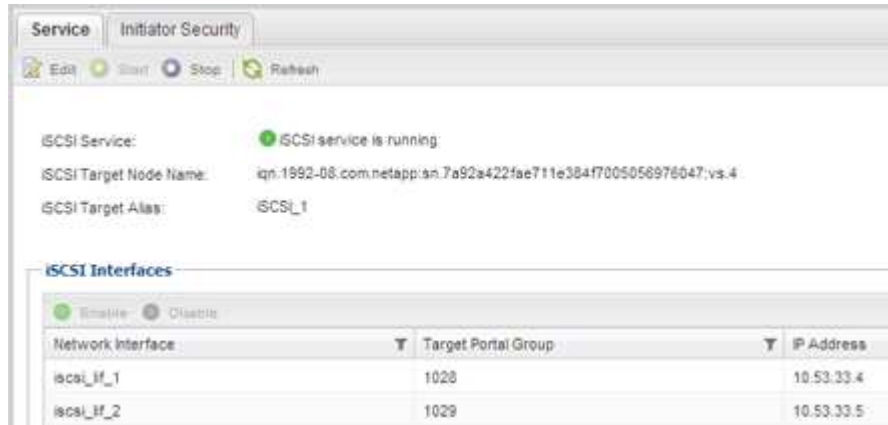 Service Initiator Security
Edit Start Stop Refresh
iSCSI Service: iSCSI service is running
iSCSI Target Node Name: iqn.1992-08.com.netapp:sn.7a92a422fae711e384f7005056976047:vs.4
iSCSI Target Alias: iSCSI_1
iSCSI Interfaces
Enable Disable
Network Interface Target Portal Group IP Address
iscsi_lif_1 1028 10.53.33.4
iscsi_lif_2 1029 10.53.33.5